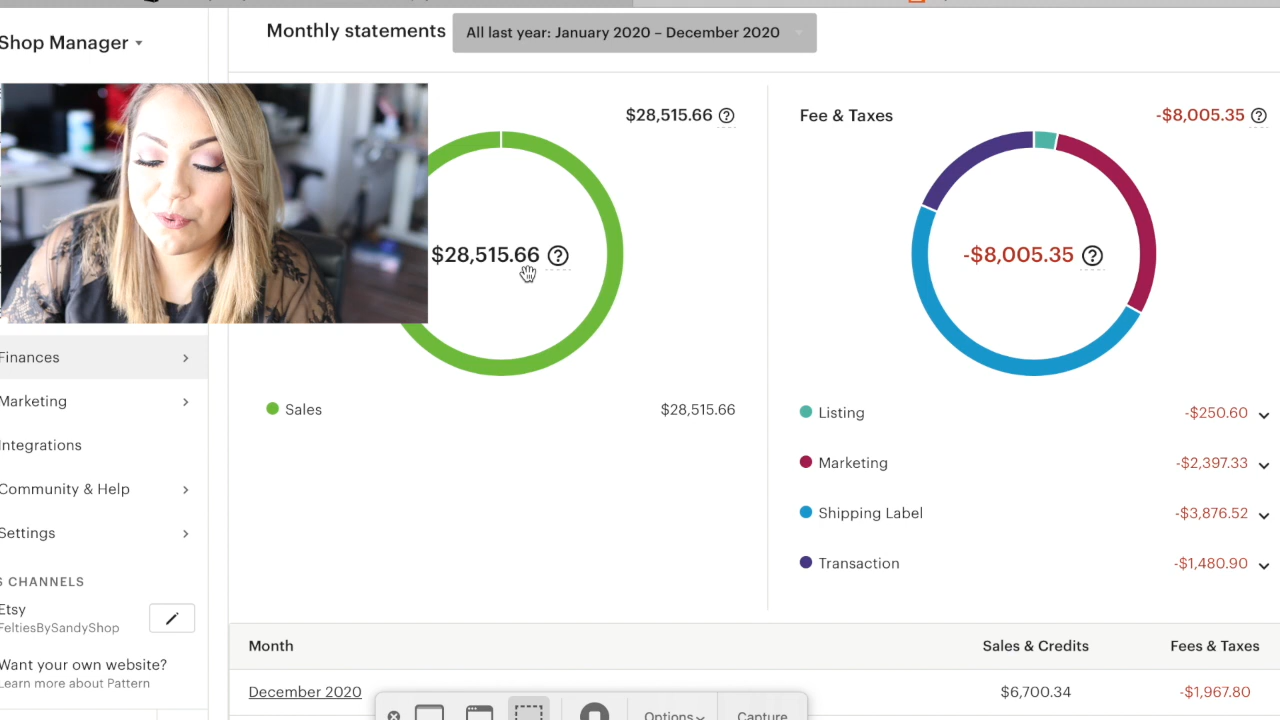 Shop Manager
Monthly statements
All last year: January 2020 – December 2020
$28,515.66
Fee & Taxes
-$8,005.35
$28,515.66
-$8,005.35
Finances
Marketing
Integrations
Community & Help
Settings
Sales
$28,515.66
Listing
-$250.60
Marketing
-$2,397.33
Shipping Label
-$3,876.52
Transaction
-$1,480.90
S CHANNELS
Etsy
FeltiesBySandyShop
Want your own website?
Learn more about Pattern
Month
Sales & Credits
Fees & Taxes
December 2020
$6,700.34
-$1,967.80
Options
Capture